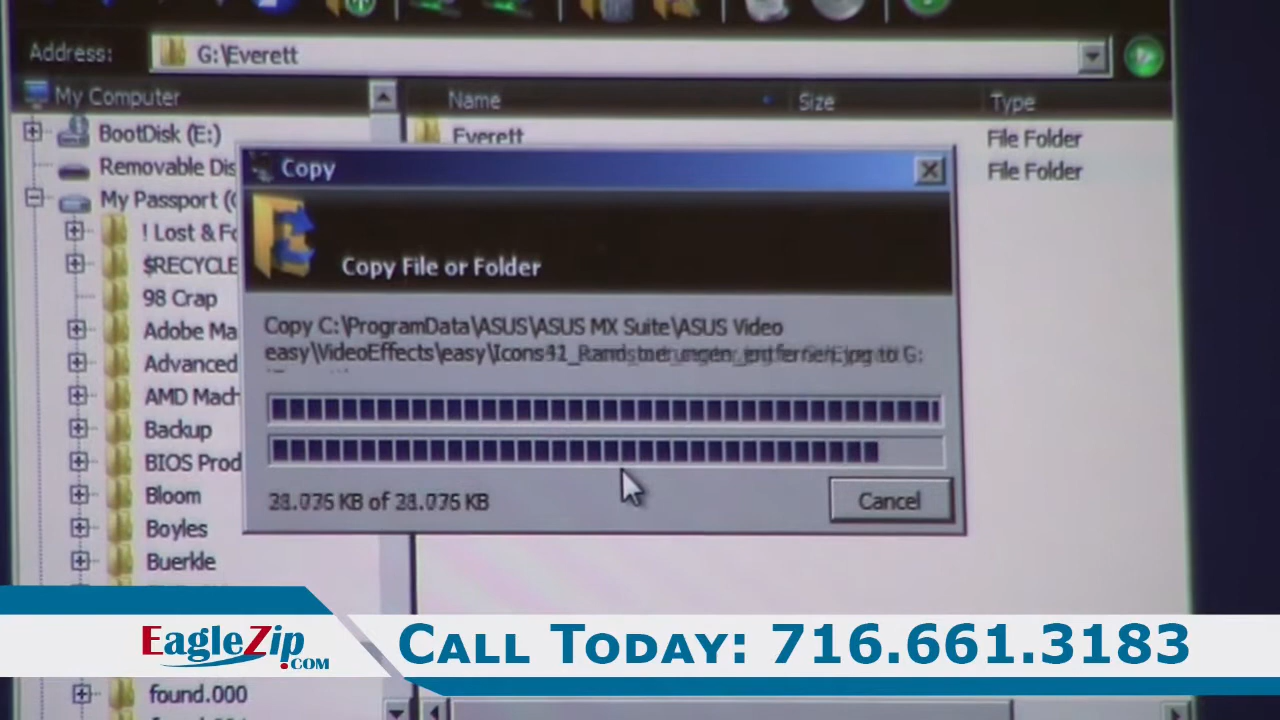 Address: G:\Everett
My Computer
Name Size Type
BootDisk (E:)
Everett File Folder
Removable Dis
File Folder
My Passport (
Copy
! Lost & Fo
$RECYCLE
Copy File or Folder
98 Crap
Adobe Ma
Copy C:\ProgramData\ASUS\ASUS MX Suite\ASUS Video
easy\VideoEffects\easy\Icons to G:
Advanced
AMD Mach
Backup
BIOS Prod
Bloom
KB of KB
Cancel
Boyles
Buerkle
EagleZip.com
Call Today: 716.661.3183
found.000